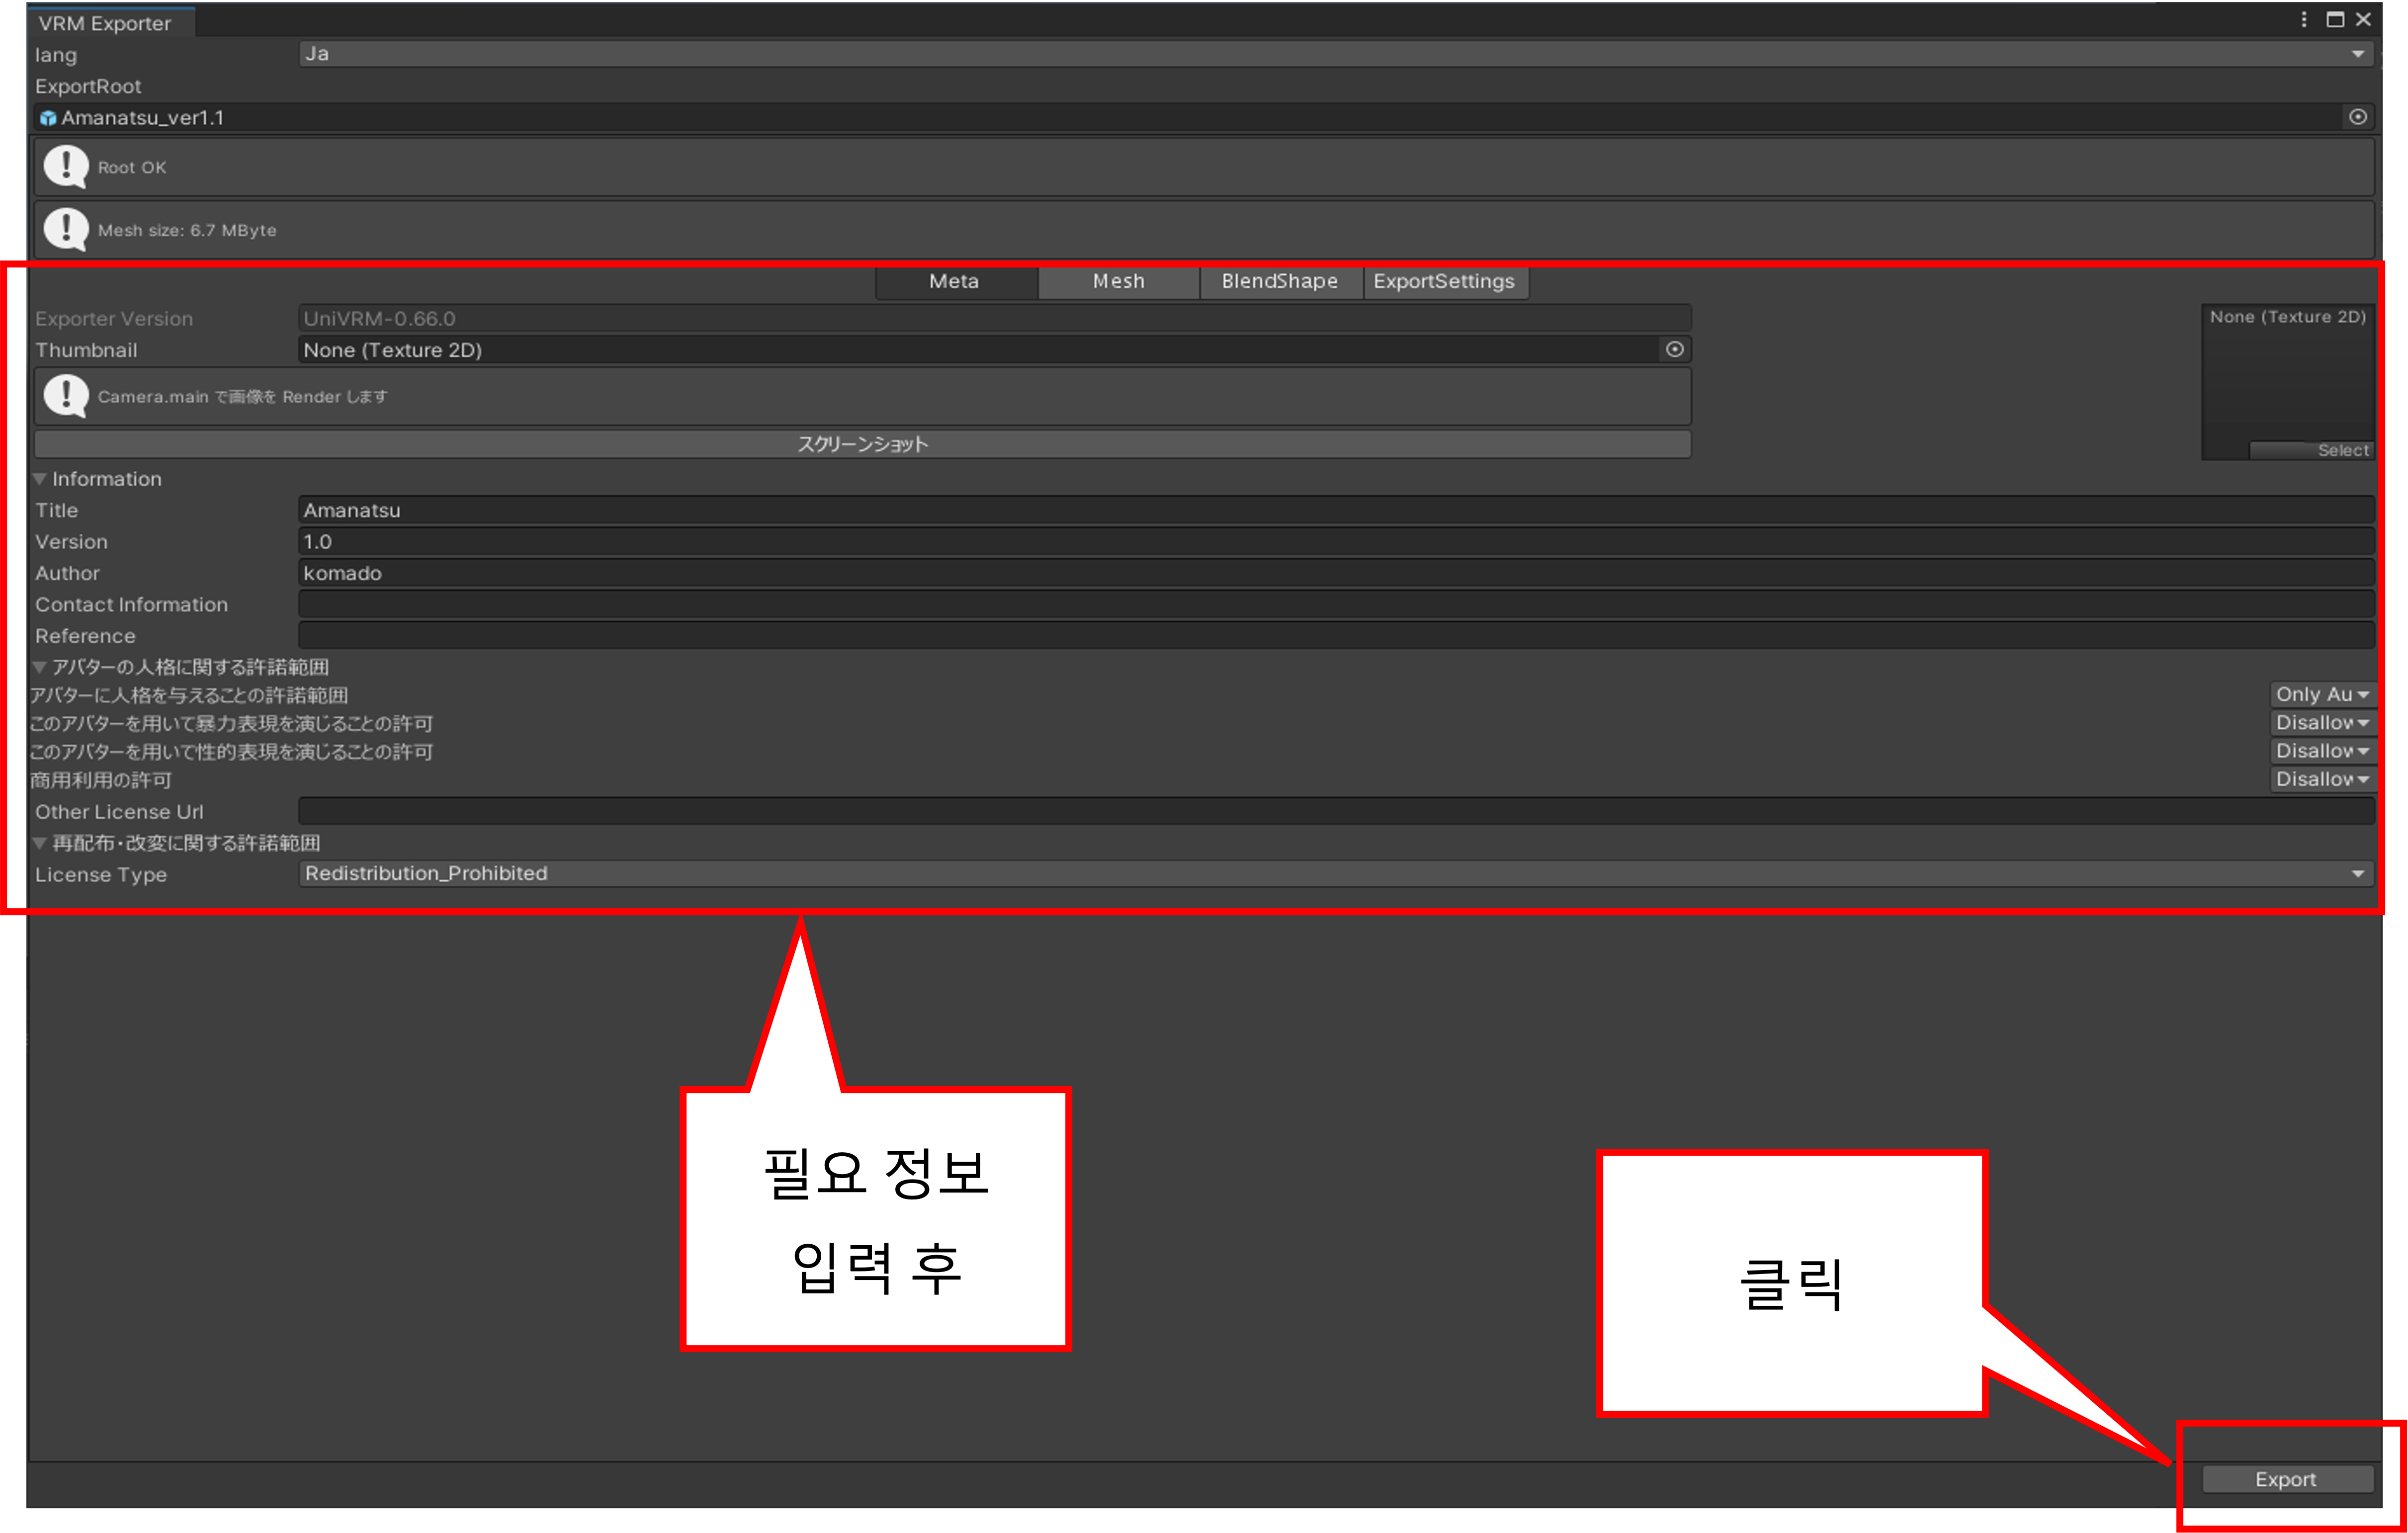 VRM Exporter
lang Ja
ExportRoot
Amanatsu_ver1.1
Root OK
Mesh size: 6.7 MByte
Meta Mesh BlendShape ExportSettings
Exporter Version UniVRM-0.66.0
None (Texture 2D)
Thumbnail None (Texture 2D)
Camera.main で画像を Render します
スクリーンショット
Select
Information
Title Amanatsu
Version 1.0
Author komado
Contact Information
Reference
アバターの人格に関する許諾範囲
アバターに人格を与えることの許諾範囲 Only Au
このアバターを用いて暴力表現を演じることの許可 Disallow
このアバターを用いて性的表現を演じることの許可 Disallow
商用利用の許可 Disallow
Other License Url
再配布・改変に関する許諾範囲
License Type Redistribution_Prohibited
필요 정보
입력 후
클릭
Export